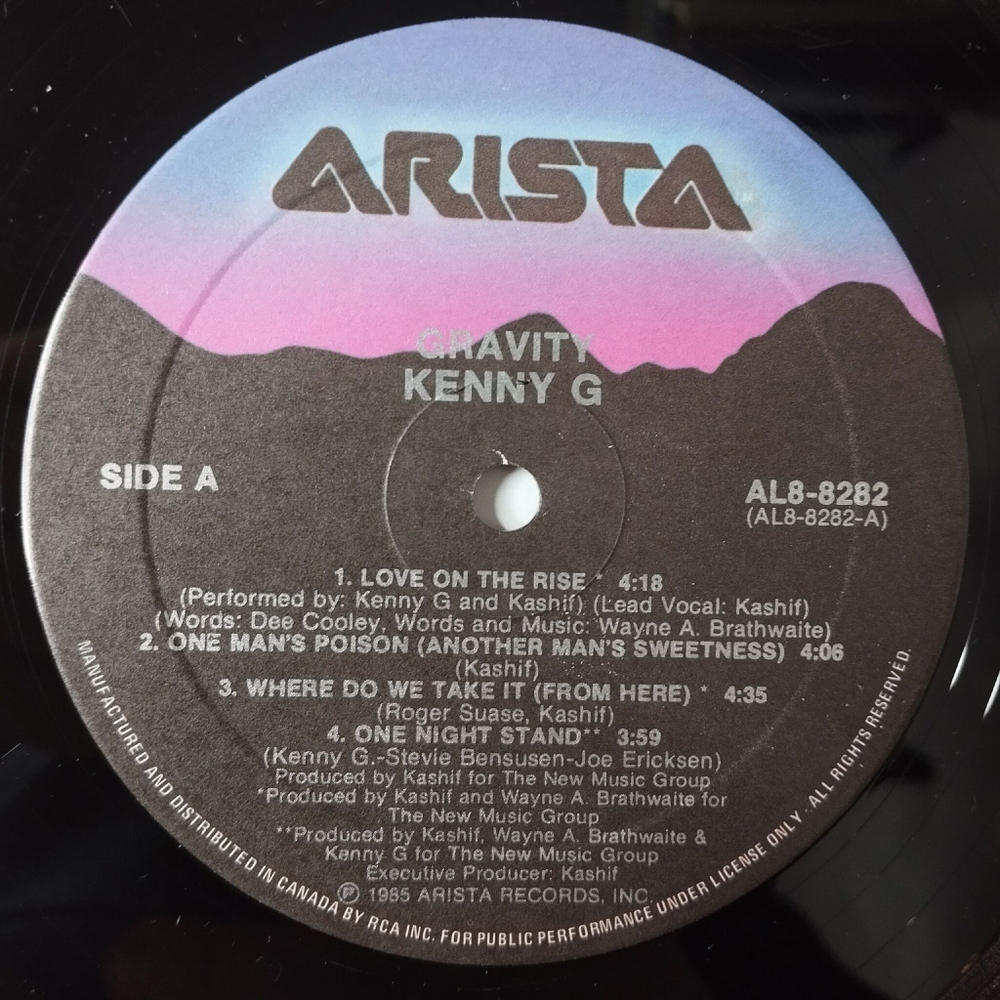 ARISTA
GRAVITY
KENNY G
SIDE A
AL8-8282
(AL8-8282-A)
1. LOVE ON THE RISE * 4:18
(Performed by: Kenny G and Kashif) (Lead Vocal: Kashif)
(Words: Dee Cooley, Words and Music: Wayne A. Brathwaite)
2. ONE MAN'S POISON (ANOTHER MAN'S SWEETNESS) 4:06
(Kashif)
3. WHERE DO WE TAKE IT (FROM HERE) * 4:35
(Roger Suase, Kashif)
4. ONE NIGHT STAND** 3:59
(Kenny G.-Stevie Bensusen-Joe Ericksen)
Produced by Kashif for The New Music Group
*Produced by Kashif and Wayne A. Brathwaite for
The New Music Group
**Produced by Kashif, Wayne A. Brathwaite &
Kenny G for The New Music Group
Executive Producer: Kashif
℗ 1985 ARISTA RECORDS, INC.
MANUFACTURED AND DISTRIBUTED IN CANADA BY RCA INC. FOR PUBLIC PERFORMANCE UNDER LICENSE ONLY. ALL RIGHTS RESERVED.